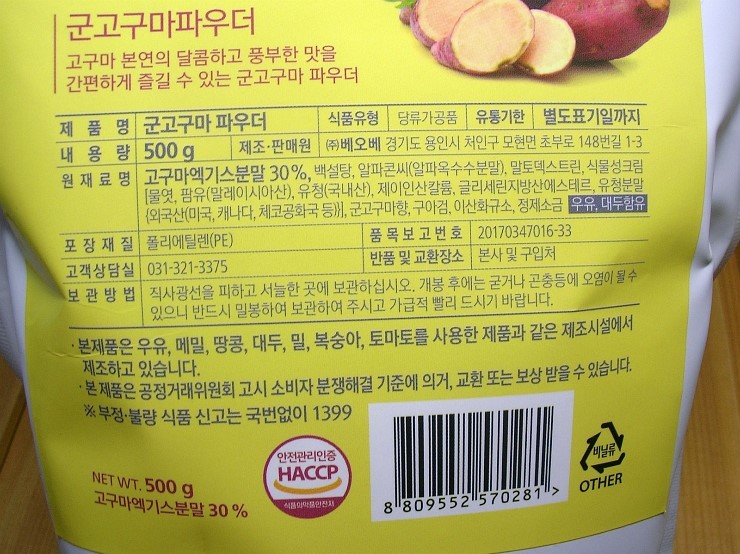 군고구마파우더
고구마 본연의 달콤하고 풍부한 맛을
간편하게 즐길 수 있는 군고구마 파우더
제 품 명 군고구마 파우더 식품유형 당류가공품 유통기한 별도표기일까지
내 용 량 500 g 제조·판매원 ㈜베오베 경기도 용인시 처인구 모현면 초부로 148번길 1-3
원 재 료 명 고구마엑기스분말 30%, 백설탕, 알파콘씨(알파옥수수분말), 말토덱스트린, 식물성크림
[물엿, 팜유(말레이시아산), 유청(국내산), 제이인산칼륨, 글리세린지방산에스테르, 유청분말
(외국산(미국, 캐나다, 체코공화국 등))], 군고구마향, 구아검, 이산화규소, 정제소금 우유, 대두함유
포 장 재 질 폴리에틸렌(PE) 품 목 보 고 번 호 20170347016-33
고객상담실 031-321-3375 반품 및 교환장소 본사 및 구입처
보 관 방 법 직사광선을 피하고 서늘한 곳에 보관하십시오. 개봉 후에는 굳거나 곤충등에 오염이 될 수
있으니 반드시 밀봉하여 보관하여 주시고 가급적 빨리 드시기 바랍니다.
·본제품은 우유, 메밀, 땅콩, 대두, 밀, 복숭아, 토마토를 사용한 제품과 같은 제조시설에서
제조하고 있습니다.
·본 제품은 공정거래위원회 고시 소비자 분쟁해결 기준에 의거, 교환 또는 보상 받을 수 있습니다.
※ 부정·불량 식품 신고는 국번없이 1399
안전관리인증
HACCP
식품의약품안전처
NET WT. 500 g
고구마엑기스분말 30 %
8 809552 570281 >
비닐류
OTHER